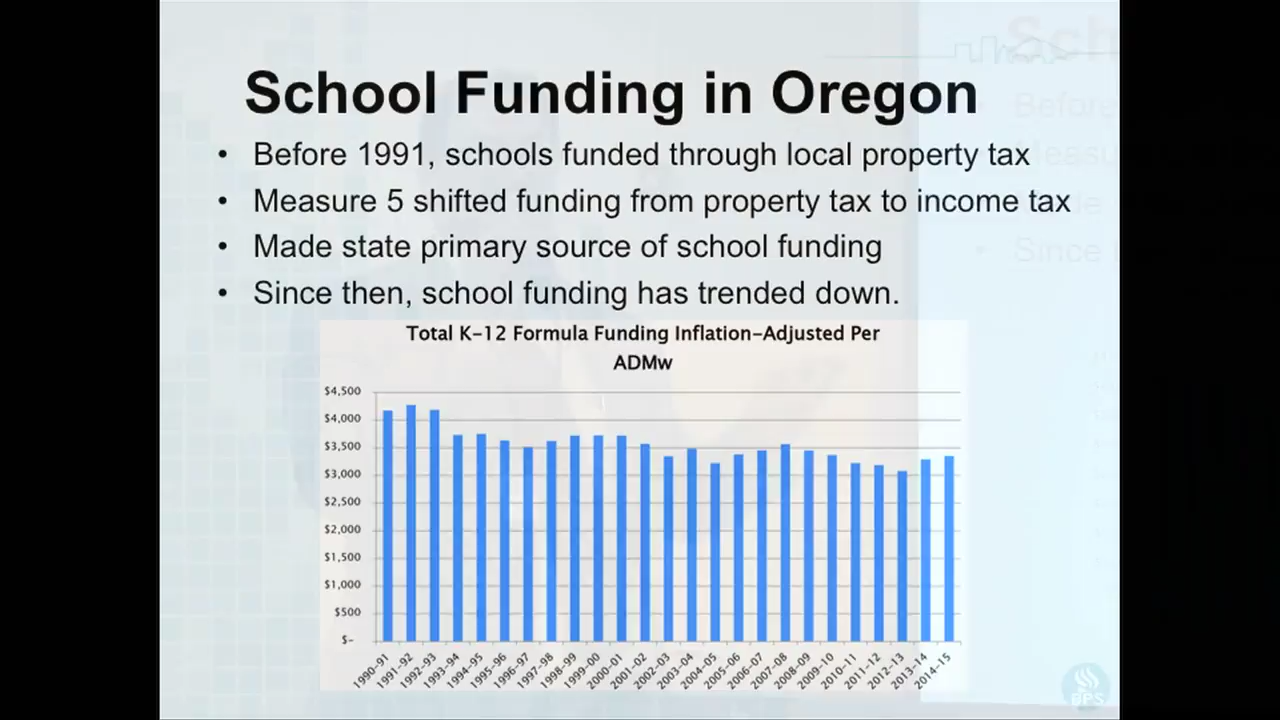 School Funding in Oregon
• Before 1991, schools funded through local property tax
• Measure 5 shifted funding from property tax to income tax
• Made state primary source of school funding
• Since then, school funding has trended down.
Total K-12 Formula Funding Inflation-Adjusted Per
ADMw
$4,500
$4,000
$3,500
$3,000
$2,500
$2,000
$1,500
$1,000
$500
$-
1990-91
1991-92
1992-93
1993-94
1994-95
1995-96
1996-97
1997-98
1998-99
1999-00
2000-01
2001-02
2002-03
2003-04
2004-05
2005-06
2006-07
2007-08
2008-09
2009-10
2010-11
2011-12
2012-13
2013-14
2014-15
Sch
Before
Measu
Since
PPS